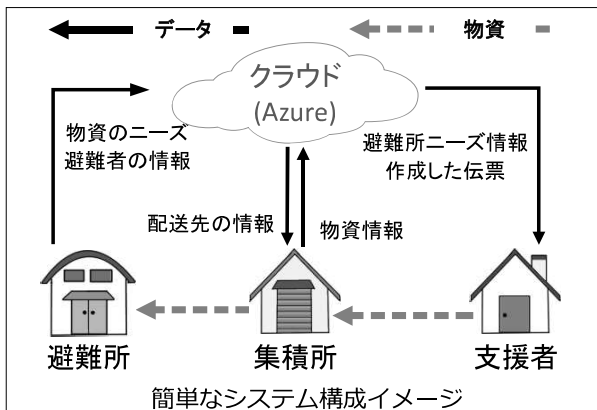 データ
物資
クラウド
(Azure)
物資のニーズ
避難者の情報
避難所ニーズ情報
作成した伝票
配送先の情報
物資情報
避難所
集積所
支援者
簡単なシステム構成イメージ